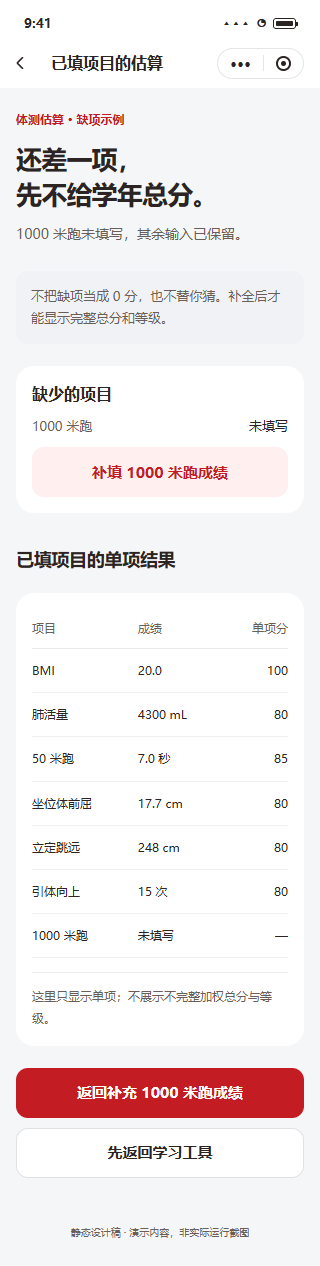 9:41
已填项目的估算
体测估算·缺项示例
还差一项，
先不给学年总分。
1000 米跑未填写，其余输入已保留。
不把缺项当成 0 分，也不替你猜。补全后才
能显示完整总分和等级。
缺少的项目
1000 米跑 未填写
补填 1000 米跑成绩
已填项目的单项结果
项目 成绩 单项分
BMI 20.0 100
肺活量 4300 mL 80
50 米跑 7.0 秒 85
坐位体前屈 17.7 cm 80
立定跳远 248 cm 80
引体向上 15 次 80
1000 米跑 未填写 —
这里只显示单项；不展示不完整加权总分与等
级。
返回补充 1000 米跑成绩
先返回学习工具
静态设计稿 · 演示内容，非实际运行截图